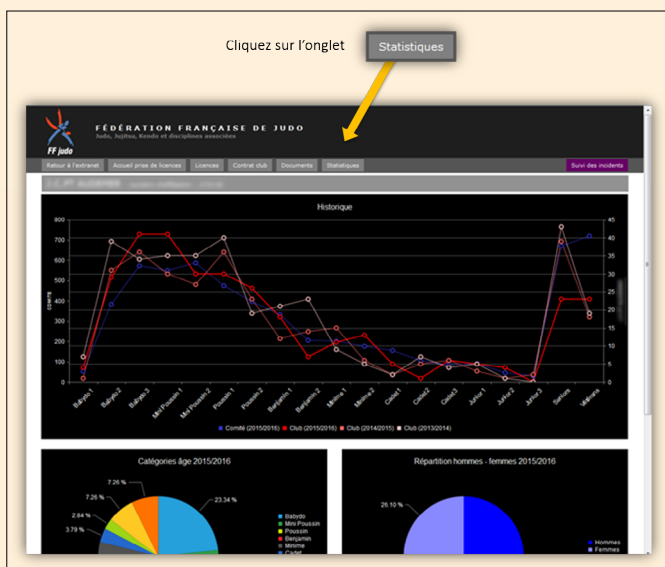 Cliquez sur l'onglet Statistiques
FÉDÉRATION FRANÇAISE DE JUDO
Judo, Jujitsu, Kendo et disciplines associées
FF judo
Retour à l'extranet Accueil prise de licences Licences Contrat club Documents Statistiques Suivi des incidents
Historique
800 45
700 40
600 35
500 30
400 25
300 20
200 15
100 10
0 5
0
COMITE
Babydo 1 Babydo 2 Babydo 3 Mini Poussin 1 Mini Poussin 2 Poussin 1 Poussin 2 Benjamin 1 Benjamin 2 Minime 1 Minime 2 Cadet 1 Cadet 2 Cadet 3 Junior 1 Junior 2 Junior 3 Seniors Vétérans
Comité (2015/2016) Club (2015/2016) Club (2014/2015) Club (2013/2014)
Catégories âge 2015/2016
7.26 %
7.26 %
2.84 %
3.79 %
23.34 %
Babydo
Mini Poussin
Poussin
Benjamin
Minime
Cadet
Répartition hommes - femmes 2015/2016
26.10 %
Hommes
Femmes